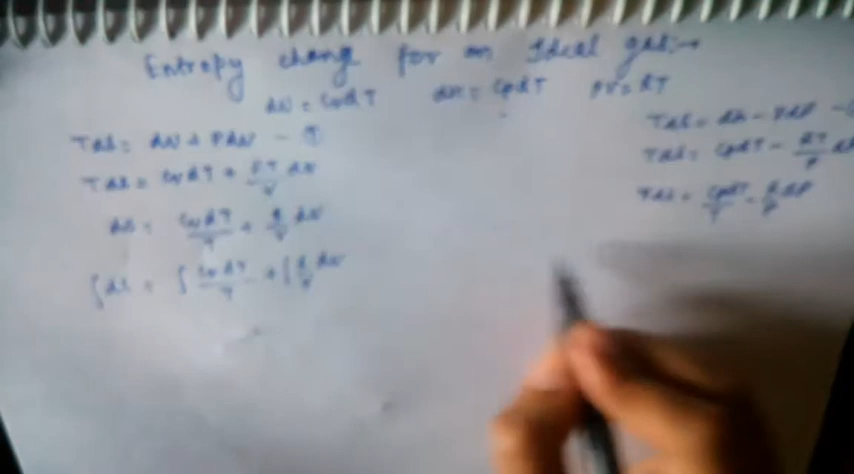 Entropy change for an Ideal gas:→
du = CvdT dh = CpdT PV = RT
Tds = du + Pdv - ①
Tds = CvdT + RT/V dv
ds = CvdT/T + R/V dv
∫ds = ∫CvdT/T + ∫R/V dv
Tds = dh - VdP -
Tds = CpdT - RT/P
Tds = CpdT/T - R/P dP